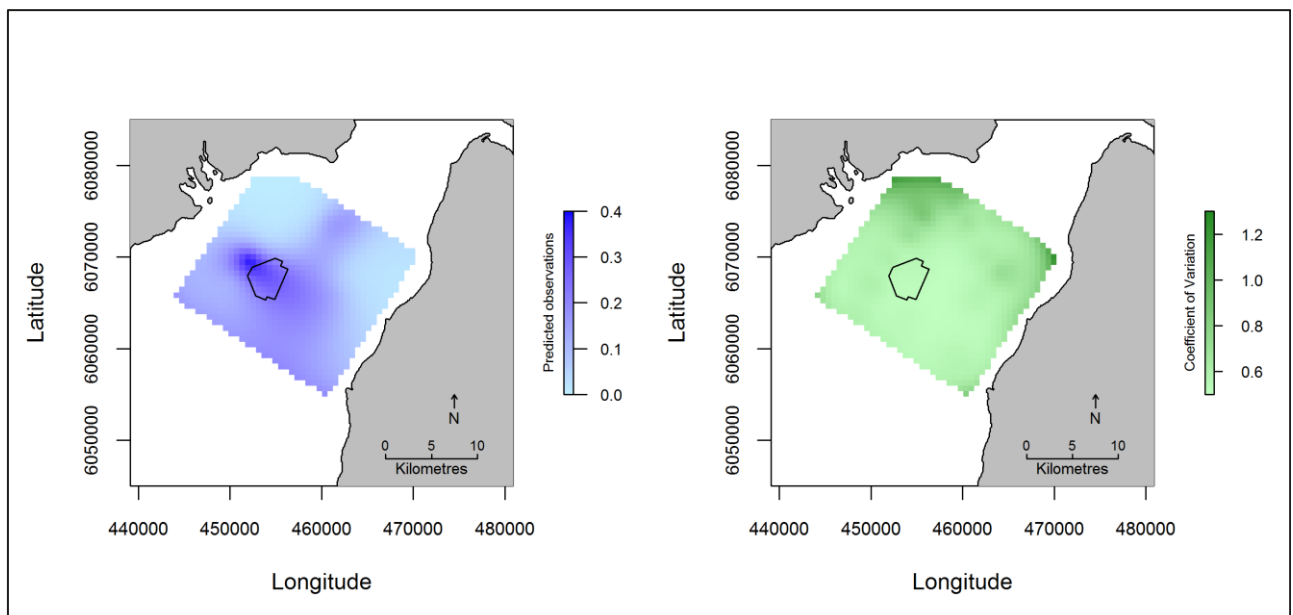 Latitude
6050000 6060000 6070000 6080000
0.4
0.3
0.2
0.1
0.0
Predicted observations
N
0 5 10
Kilometres
440000 450000 460000 470000 480000
Longitude
Latitude
6050000 6060000 6070000 6080000
1.2
1.0
0.8
0.6
Coefficient of Variation
N
0 5 10
Kilometres
440000 450000 460000 470000 480000
Longitude